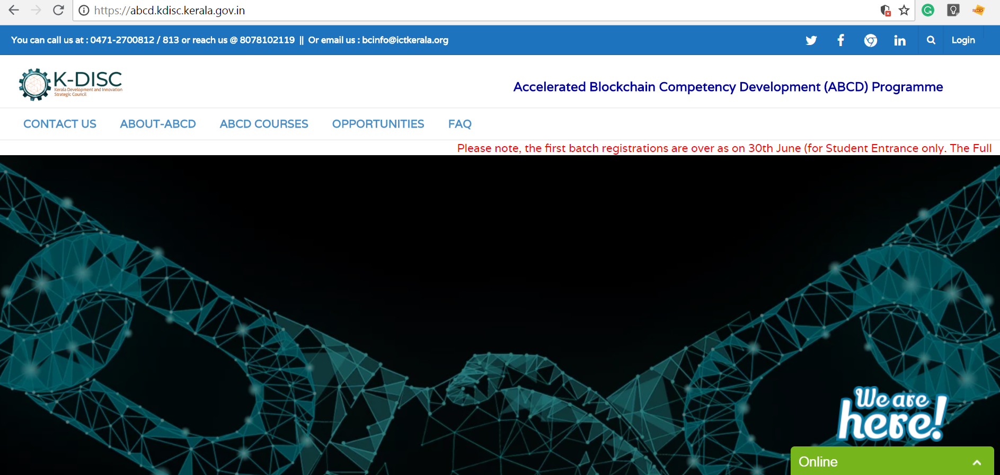 https://abcd.kdisc.kerala.gov.in
You can call us at : 0471-2700812 / 813 or reach us @ 8078102119 || Or email us : bcinfo@ictkerala.org
Login
K-DISC
Kerala Development and Innovation
Strategic Council
Accelerated Blockchain Competency Development (ABCD) Programme
CONTACT US
ABOUT-ABCD
ABCD COURSES
OPPORTUNITIES
FAQ
Please note, the first batch registrations are over as on 30th June (for Student Entrance only. The Full
We are
here!
Online